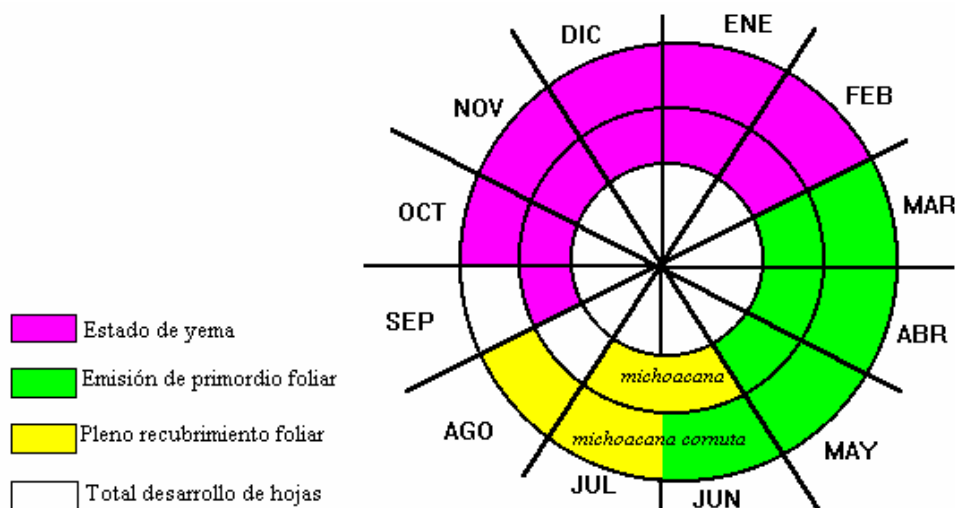 DIC
ENE
NOV
FEB
OCT
MAR
SEP
ABR
AGO
MAY
JUL
JUN
michoacana
michoacana cornuta
Estado de yema
Emisión de primordio foliar
Pleno recubrimiento foliar
Total desarrollo de hojas